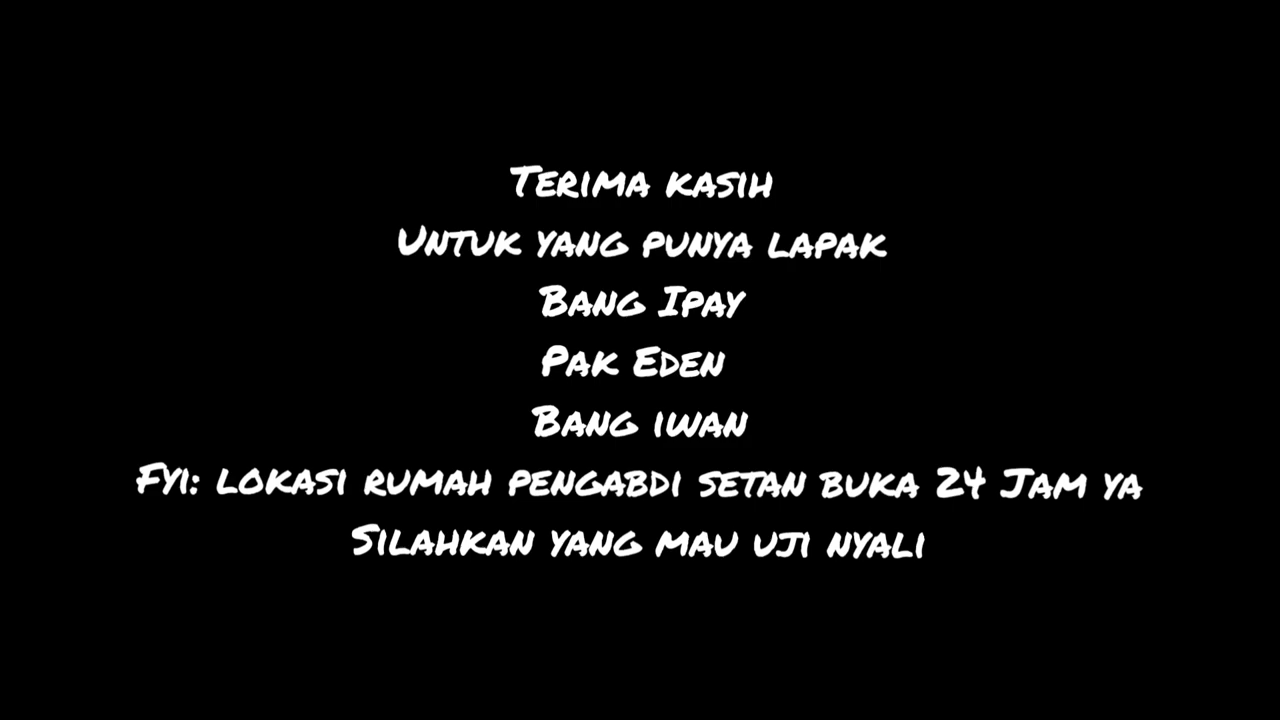 Terima kasih
Untuk yang punya lapak
Bang Ipay
Pak Eden
Bang iwan
Fyi: lokasi rumah pengabdi setan buka 24 Jam ya
Silahkan yang mau uji nyali